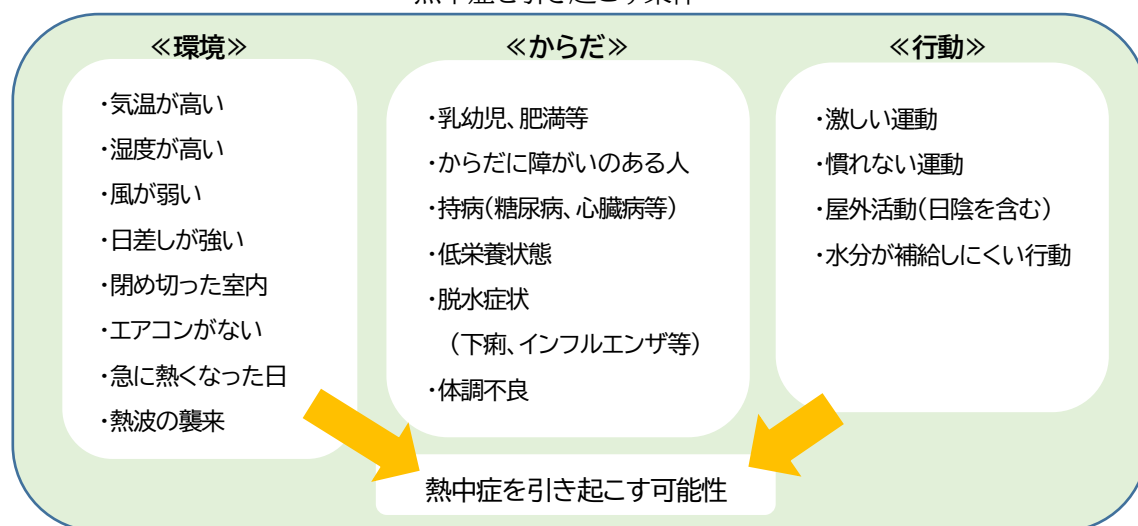 ≪環境≫
・気温が高い
・湿度が高い
・風が弱い
・日差しが強い
・閉め切った室内
・エアコンがない
・急に熱くなった日
・熱波の襲来
≪からだ≫
・乳幼児、肥満等
・からだに障がいのある人
・持病(糖尿病、心臓病等)
・低栄養状態
・脱水症状
(下痢、インフルエンザ等)
・体調不良
≪行動≫
・激しい運動
・慣れない運動
・屋外活動(日陰を含む)
・水分が補給しにくい行動
熱中症を引き起こす可能性